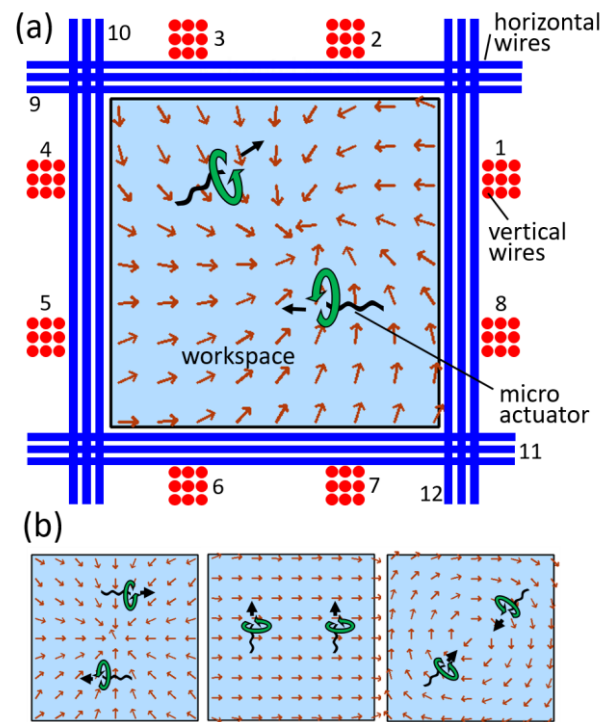 (a)
10
3
2
horizontal
wires
9
4
1
vertical
wires
5
8
workspace
micro
actuator
11
6
7
12
(b)